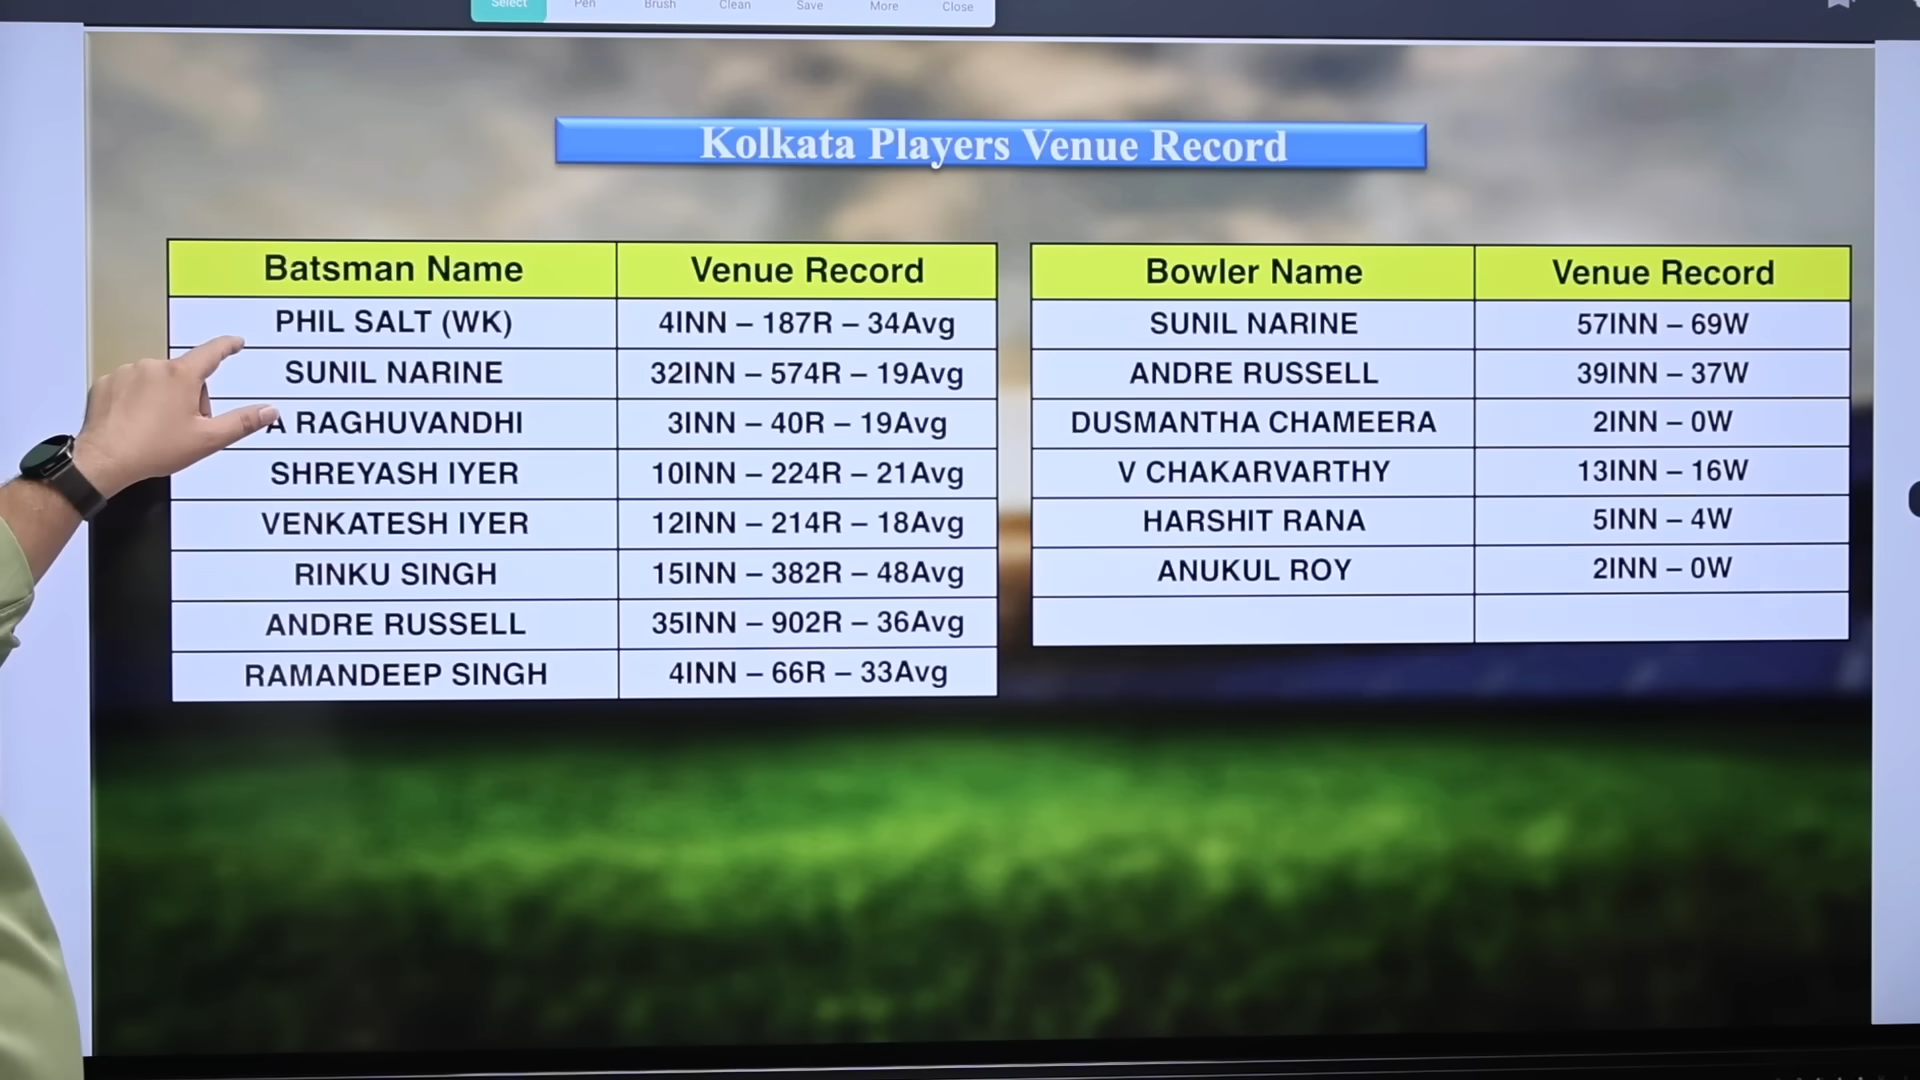 Select Pen Brush Clean Save More Close
Kolkata Players Venue Record
Batsman Name Venue Record
PHIL SALT (WK) 4INN – 187R – 34Avg
SUNIL NARINE 32INN – 574R – 19Avg
A RAGHUVANDHI 3INN – 40R – 19Avg
SHREYASH IYER 10INN – 224R – 21Avg
VENKATESH IYER 12INN – 214R – 18Avg
RINKU SINGH 15INN – 382R – 48Avg
ANDRE RUSSELL 35INN – 902R – 36Avg
RAMANDEEP SINGH 4INN – 66R – 33Avg
Bowler Name Venue Record
SUNIL NARINE 57INN – 69W
ANDRE RUSSELL 39INN – 37W
DUSMANTHA CHAMEERA 2INN – 0W
V CHAKARVARTHY 13INN – 16W
HARSHIT RANA 5INN – 4W
ANUKUL ROY 2INN – 0W